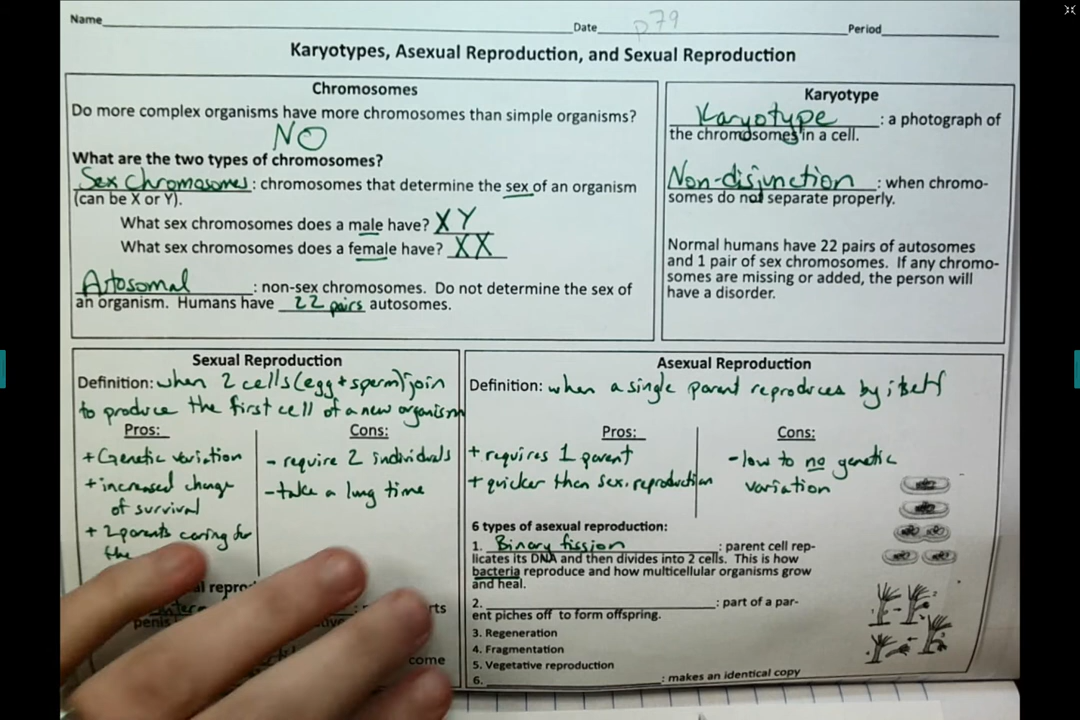 Name Date p79 Period
Karyotypes, Asexual Reproduction, and Sexual Reproduction
Chromosomes
Do more complex organisms have more chromosomes than simple organisms?
NO
What are the two types of chromosomes?
Sex Chromosomes : chromosomes that determine the sex of an organism
(can be X or Y).
What sex chromosomes does a male have? XY
What sex chromosomes does a female have? XX
Artosomal : non-sex chromosomes. Do not determine the sex of
an organism. Humans have 22 pairs autosomes.
Karyotype
Karyotype : a photograph of
the chromosomes in a cell.
Non-disjunction : when chromo-
somes do not separate properly.
Normal humans have 22 pairs of autosomes
and 1 pair of sex chromosomes. If any chromo-
somes are missing or added, the person will
have a disorder.
Sexual Reproduction
Definition: when 2 cells (egg + sperm) join
to produce the first cell of a new organism
Pros:
+ Genetic variation
+ increased change
of survival
+ 2 parents caring for
the
Cons:
- require 2 individuals
- take a long time
al repro
penis
rts
come
Asexual Reproduction
Definition: when a single parent reproduces by itself
Pros:
+ requires 1 parent
+ quicker then sex. reproduction
Cons:
- low to no genetic
variation
6 types of asexual reproduction:
1. Binary fission : parent cell rep-
licates its DNA and then divides into 2 cells. This is how
bacteria reproduce and how multicellular organisms grow
and heal.
2. : part of a par-
ent piches off to form offspring.
3. Regeneration
4. Fragmentation
5. Vegetative reproduction
6. : makes an identical copy